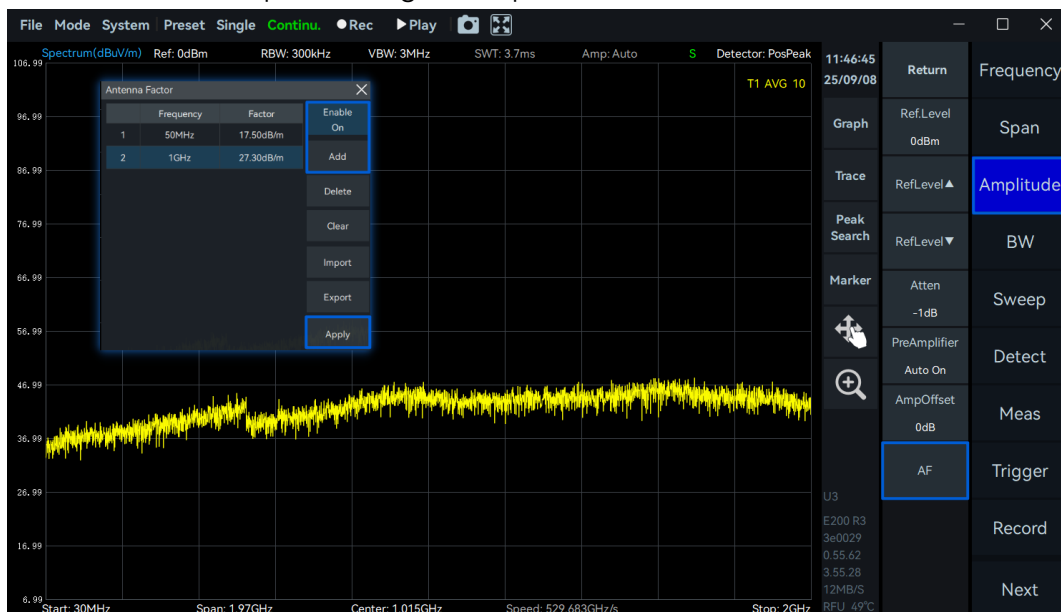 File Mode System Preset Single Continu. Rec Play
Spectrum(dBuV/m) Ref: 0dBm RBW: 300kHz VBW: 3MHz SWT: 3.7ms Amp: Auto S Detector: PosPeak
T1 AVG 10
106.99
96.99
86.99
76.99
66.99
56.99
46.99
36.99
26.99
16.99
6.99
Antenna Factor
Frequency Factor
1 50MHz 17.50dB/m
2 1GHz 27.30dB/m
Enable
On
Add
Delete
Clear
Import
Export
Apply
Start: 30MHz Span: 1.97GHz Center: 1.015GHz Speed: 529.683GHz/s Stop: 2GHz
11:46:45
25/09/08
Graph
Trace
Peak
Search
Marker
U3
E200 R3
3e0029
0.55.62
3.55.28
12MB/S
RFU 49°C
Return
Ref.Level
0dBm
RefLevel▲
RefLevel▼
Atten
-1dB
PreAmplifier
Auto On
AmpOffset
0dB
AF
Frequency
Span
Amplitude
BW
Sweep
Detect
Meas
Trigger
Record
Next